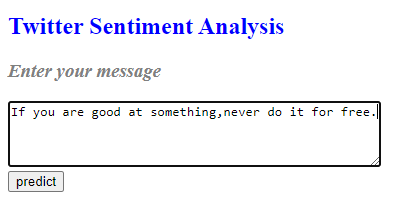 Twitter Sentiment Analysis
Enter your message
If you are good at something,never do it for free.
predict